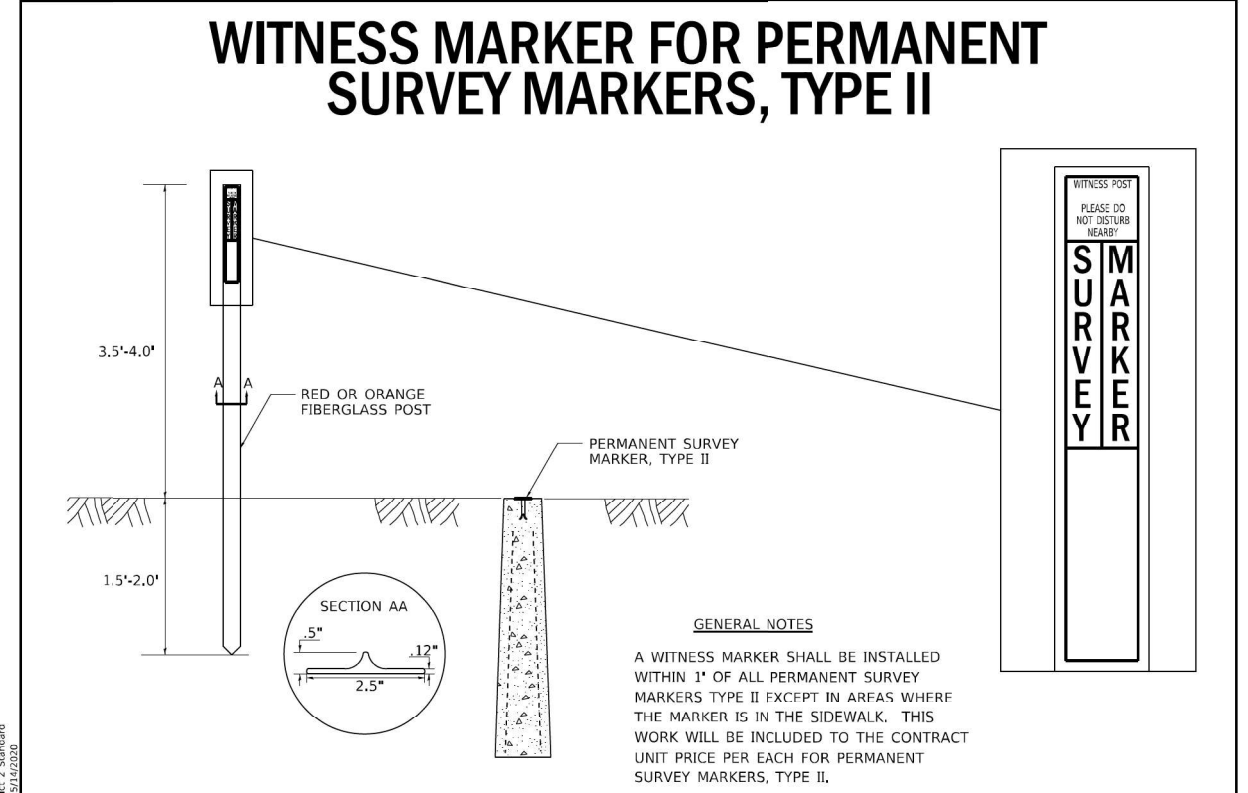 WITNESS MARKER FOR PERMANENT
SURVEY MARKERS, TYPE II
WITNESS POST
PLEASE DO
NOT DISTURB
NEARBY
SURVEY
MARKER
3.5'-4.0'
A A
RED OR ORANGE
FIBERGLASS POST
PERMANENT SURVEY
MARKER, TYPE II
1.5'-2.0'
SECTION AA
.5"
.12"
2.5"
GENERAL NOTES
A WITNESS MARKER SHALL BE INSTALLED
WITHIN 1' OF ALL PERMANENT SURVEY
MARKERS TYPE II EXCEPT IN AREAS WHERE
THE MARKER IS IN THE SIDEWALK. THIS
WORK WILL BE INCLUDED TO THE CONTRACT
UNIT PRICE PER EACH FOR PERMANENT
SURVEY MARKERS, TYPE II.
2 Standard
5/14/2020